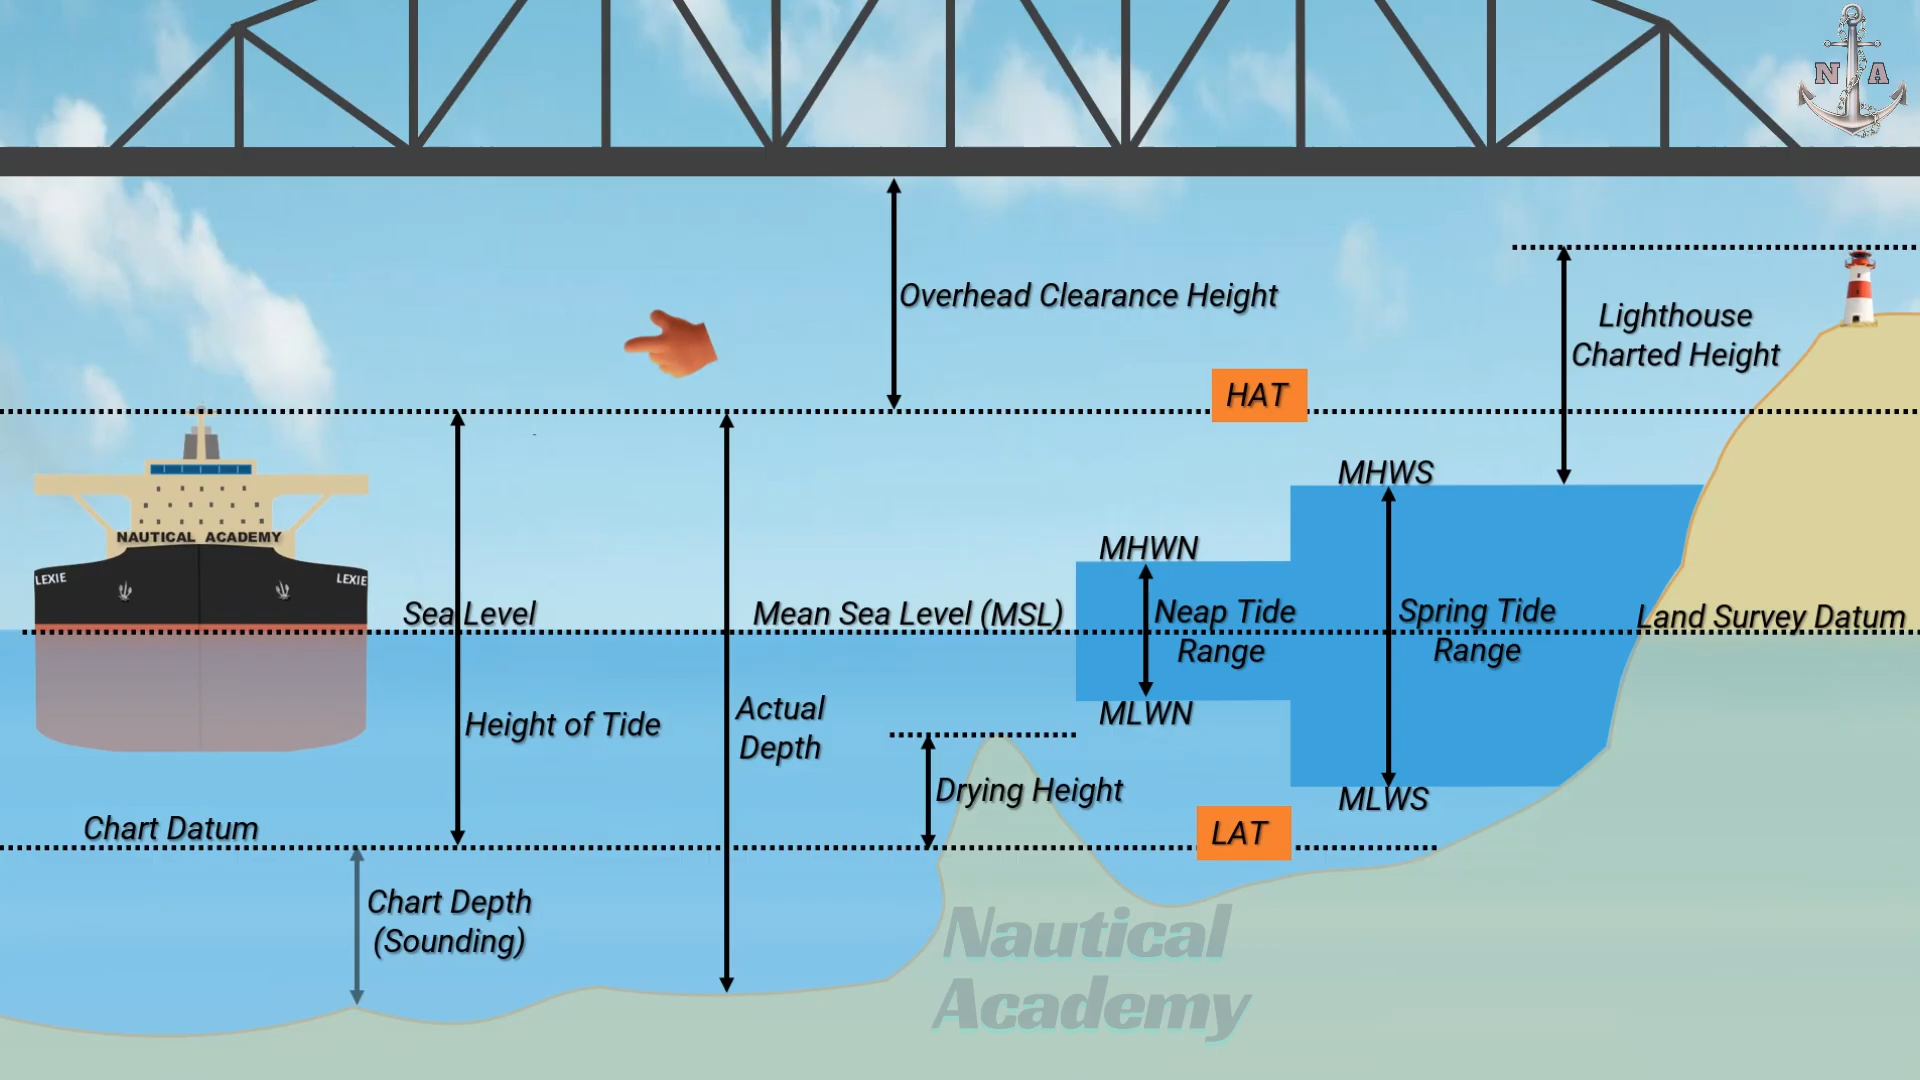 N A
Overhead Clearance Height
Lighthouse
Charted Height
HAT
MHWS
NAUTICAL ACADEMY
MHWN
LEXIE LEXIE
Sea Level
Mean Sea Level (MSL)
Neap Tide
Range
Spring Tide
Range
Land Survey Datum
Height of Tide
Actual
Depth
MLWN
Drying Height
MLWS
Chart Datum
LAT
Chart Depth
(Sounding)
Nautical
Academy